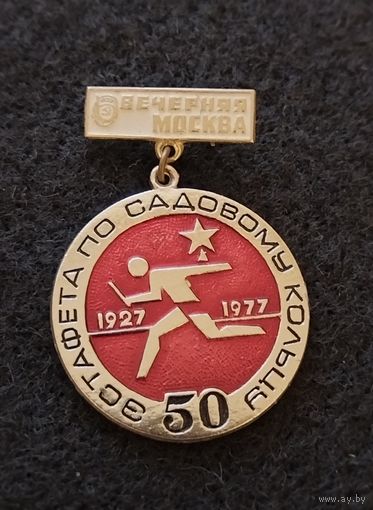 ВЕЧЕРНЯЯ
МОСКВА
ЭСТАФЕТА ПО САДОВОМУ КОЛЬЦУ
1927 1977
50
www.ay.by